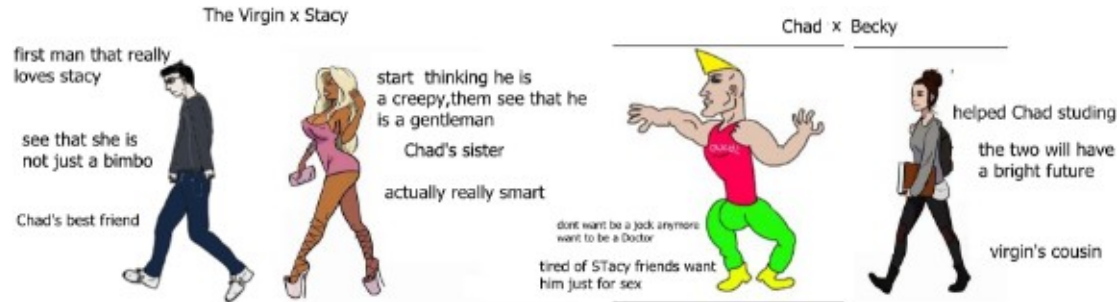 The Virgin x Stacy
first man that really
loves stacy
see that she is
not just a bimbo
Chad's best friend
start thinking he is
a creepy,them see that he
is a gentleman
Chad's sister
actually really smart
Chad x Becky
dont want be a jock anymore
want to be a Doctor
tired of STacy friends want
him just for sex
helped Chad studing
the two will have
a bright future
virgin's cousin